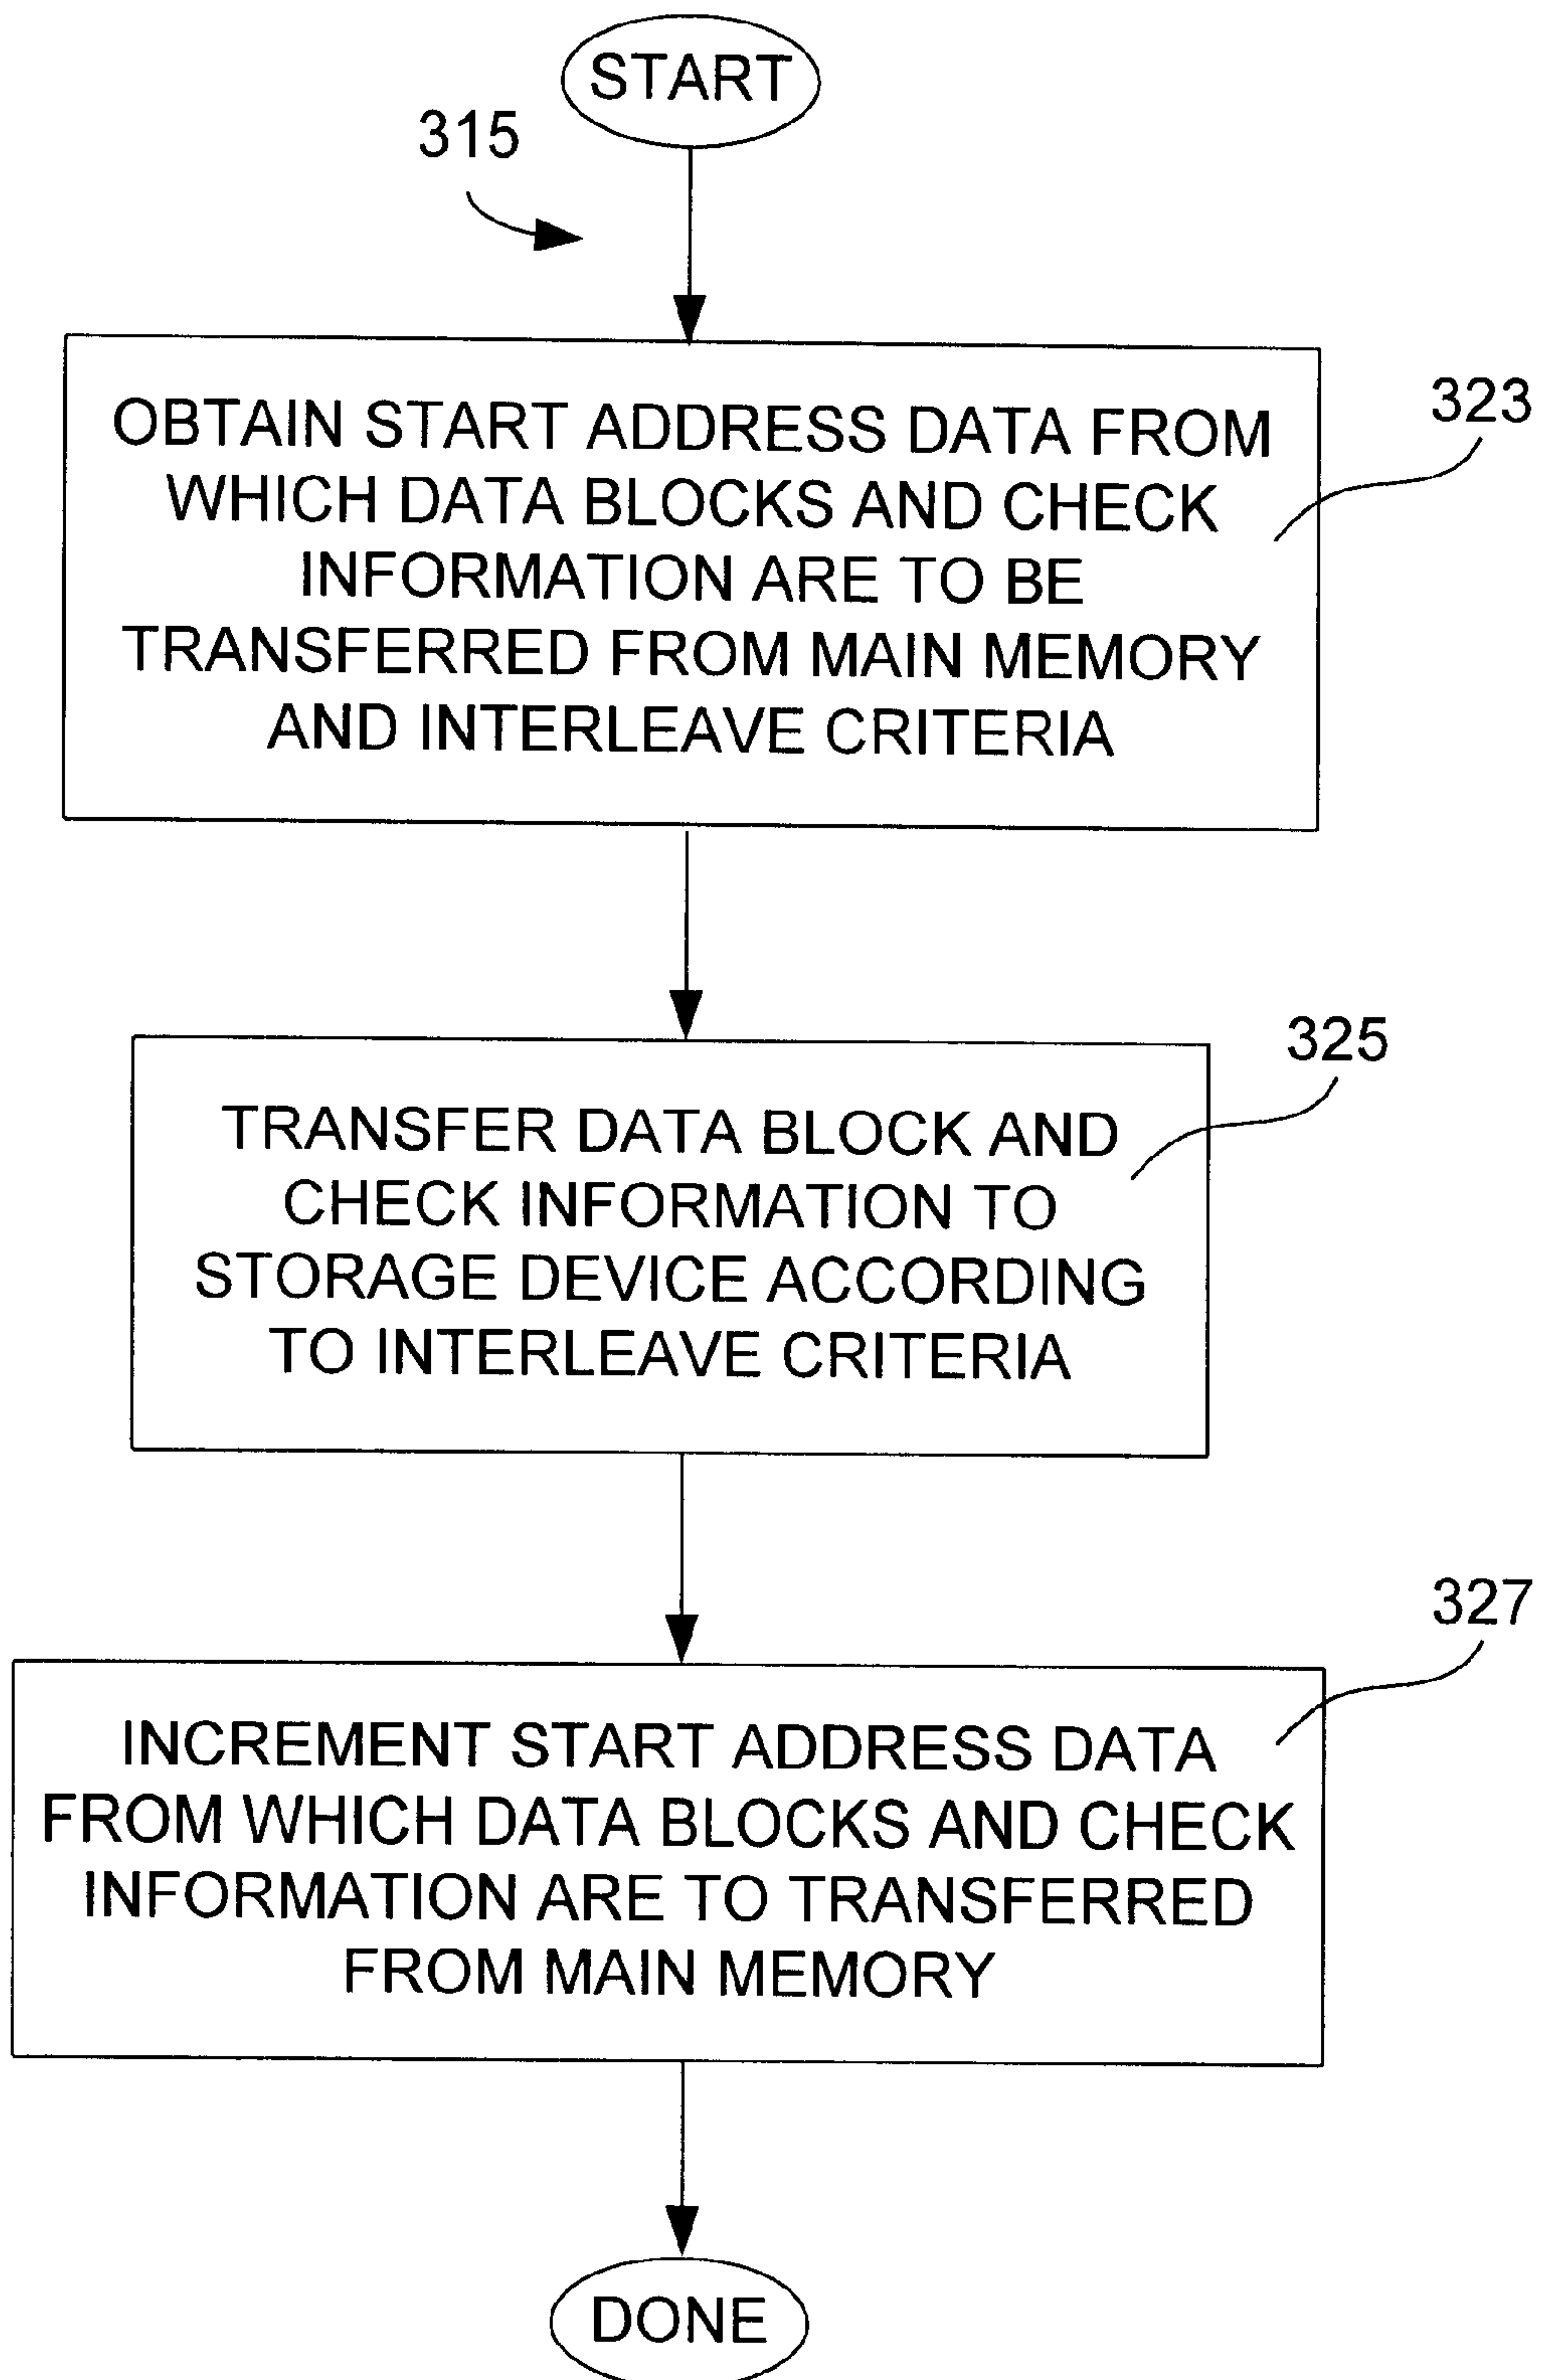 START
315
OBTAIN START ADDRESS DATA FROM
WHICH DATA BLOCKS AND CHECK
INFORMATION ARE TO BE
TRANSFERRED FROM MAIN MEMORY
AND INTERLEAVE CRITERIA
323
TRANSFER DATA BLOCK AND
CHECK INFORMATION TO
STORAGE DEVICE ACCORDING
TO INTERLEAVE CRITERIA
325
INCREMENT START ADDRESS DATA
FROM WHICH DATA BLOCKS AND CHECK
INFORMATION ARE TO TRANSFERRED
FROM MAIN MEMORY
327
DONE